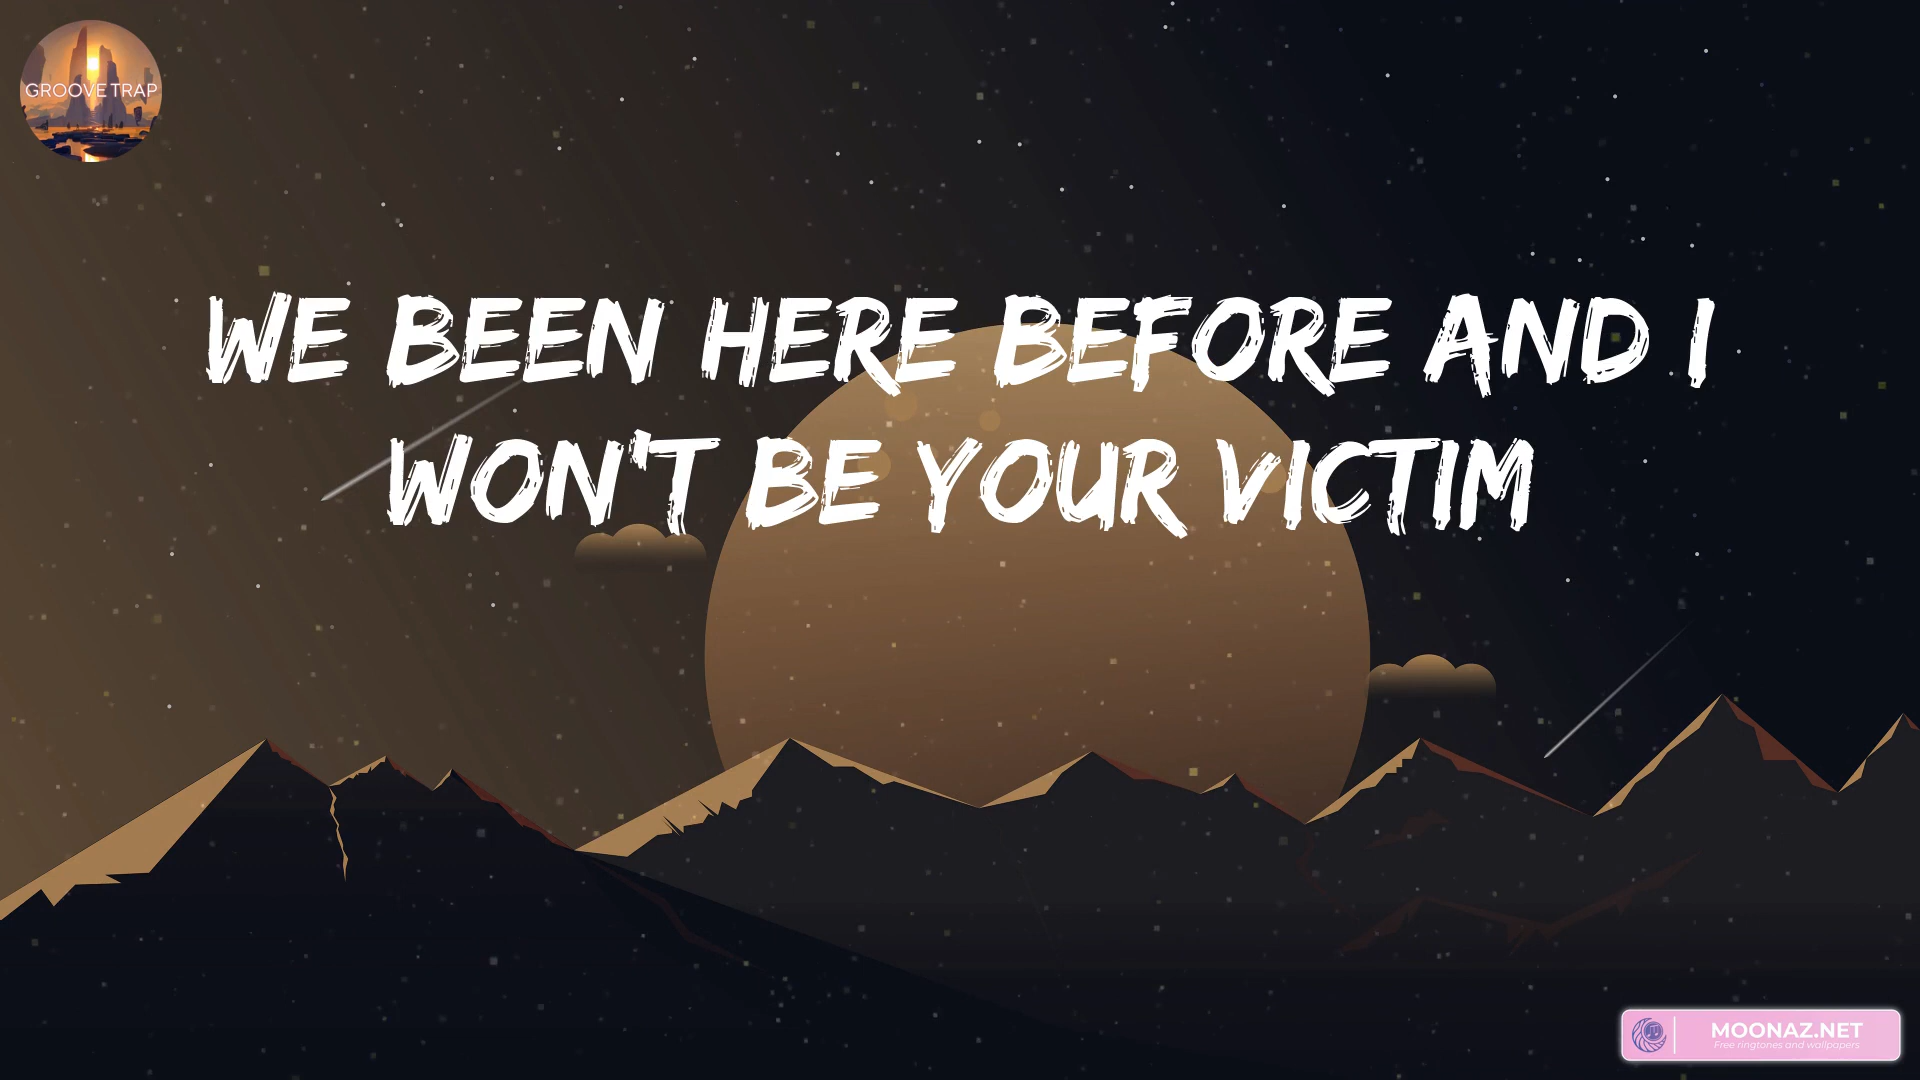 GROOVE TRAP
WE BEEN HERE BEFORE AND I
WON'T BE YOUR VICTIM
MOONAZ.NET
Free ringtones and wallpapers